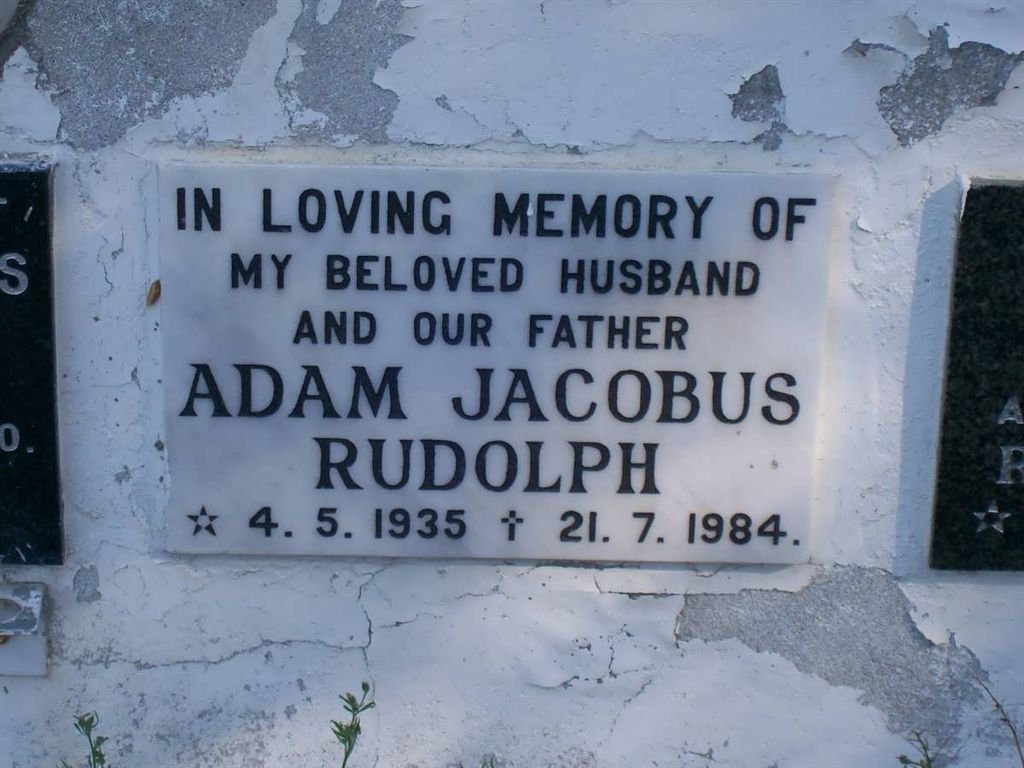 IN LOVING MEMORY OF
MY BELOVED HUSBAND
AND OUR FATHER
ADAM JACOBUS
RUDOLPH
☆ 4. 5. 1935 ✝ 21. 7. 1984.
S
0.
A
R
☆